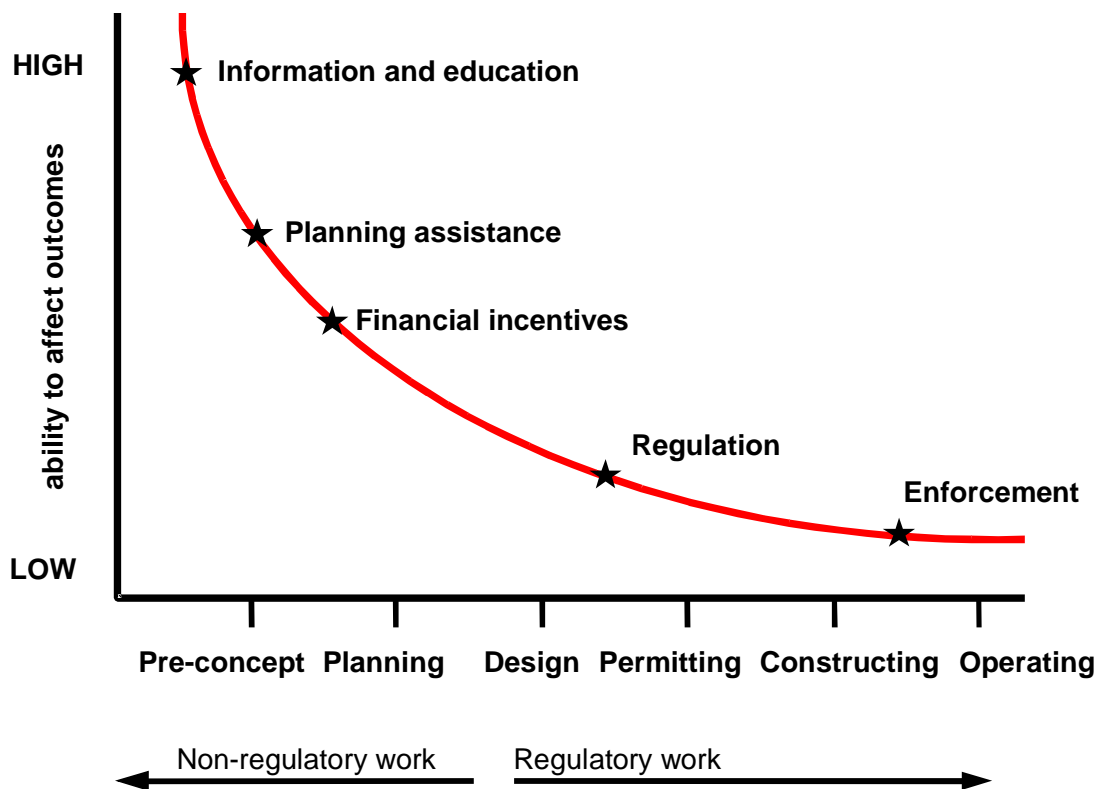 HIGH
Information and education
ability to affect outcomes
Planning assistance
Financial incentives
Regulation
Enforcement
LOW
Pre-concept Planning Design Permitting Constructing Operating
Non-regulatory work Regulatory work